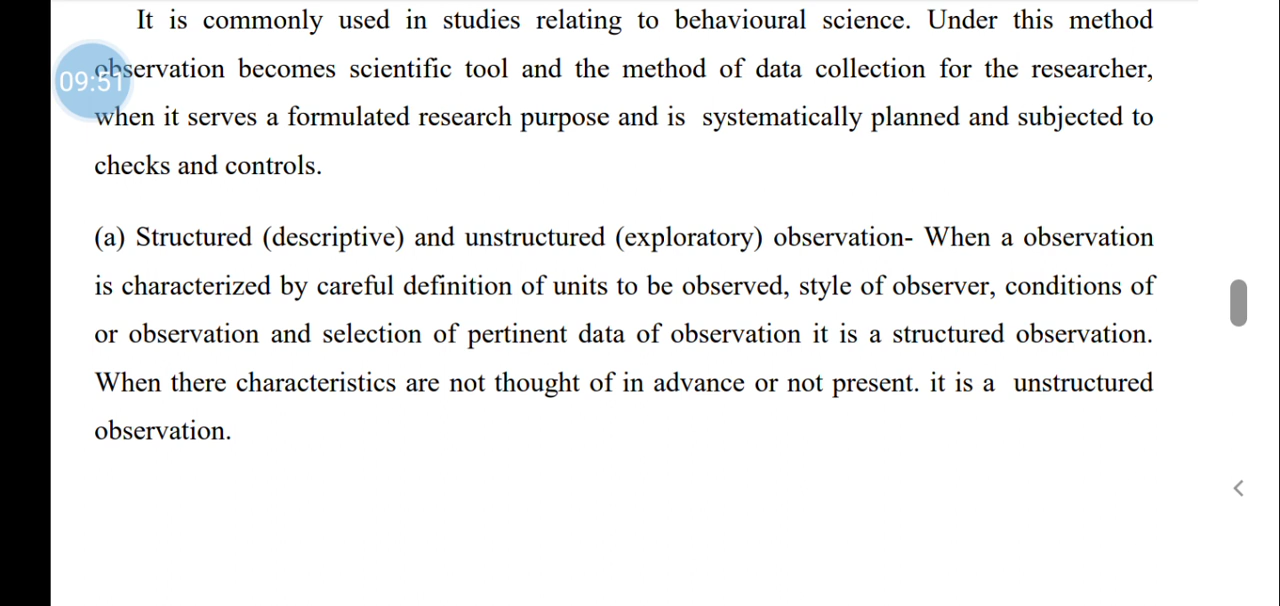 It is commonly used in studies relating to behavioural science. Under this method
observation becomes scientific tool and the method of data collection for the researcher,
09:51
when it serves a formulated research purpose and is systematically planned and subjected to
checks and controls.
(a) Structured (descriptive) and unstructured (exploratory) observation- When a observation
is characterized by careful definition of units to be observed, style of observer, conditions of
or observation and selection of pertinent data of observation it is a structured observation.
When there characteristics are not thought of in advance or not present. it is a unstructured
observation.